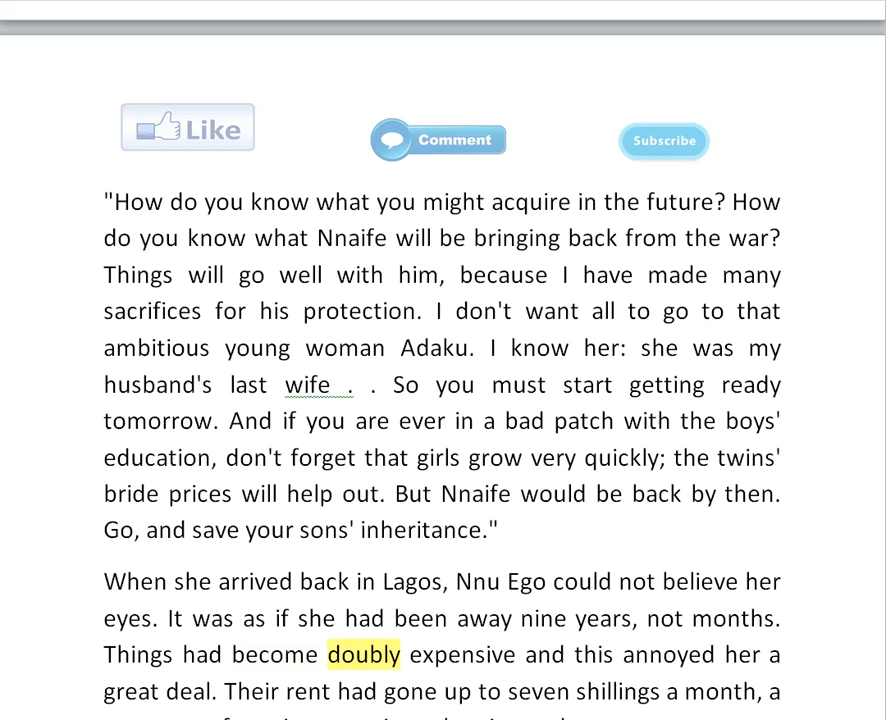 Like
Comment
Subscribe
"How do you know what you might acquire in the future? How
do you know what Nnaife will be bringing back from the war?
Things will go well with him, because I have made many
sacrifices for his protection. I don't want all to go to that
ambitious young woman Adaku. I know her: she was my
husband's last wife . . So you must start getting ready
tomorrow. And if you are ever in a bad patch with the boys'
education, don't forget that girls grow very quickly; the twins'
bride prices will help out. But Nnaife would be back by then.
Go, and save your sons' inheritance."
When she arrived back in Lagos, Nnu Ego could not believe her
eyes. It was as if she had been away nine years, not months.
Things had become doubly expensive and this annoyed her a
great deal. Their rent had gone up to seven shillings a month, a